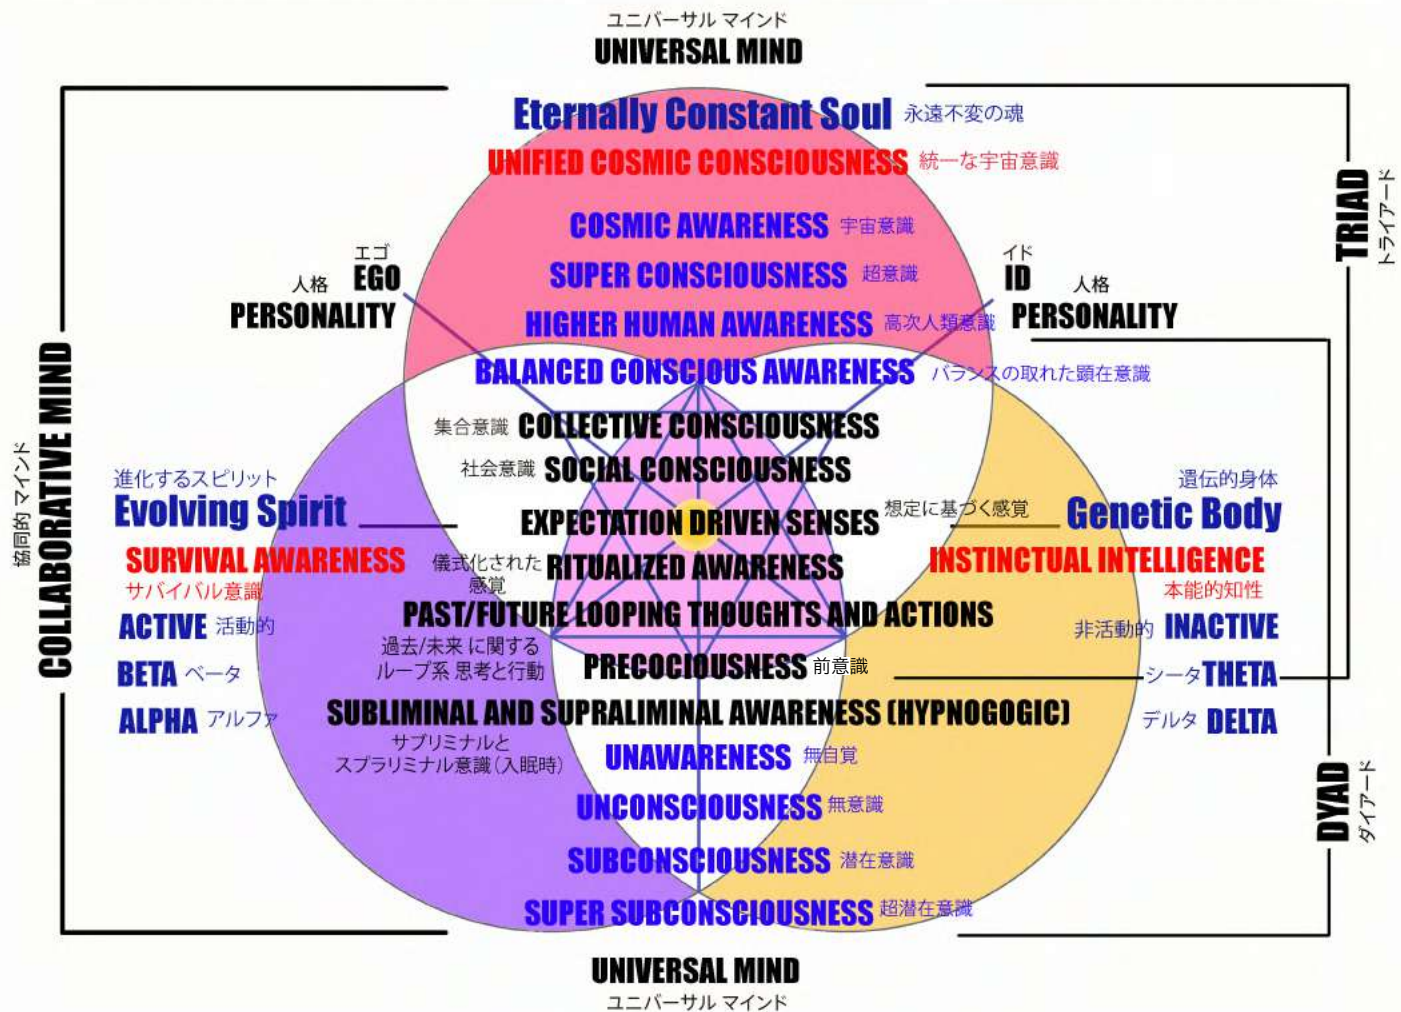 ユニバーサル マインド
UNIVERSAL MIND
Eternally Constant Soul 永遠不変の魂
UNIFIED COSMIC CONSCIOUSNESS 統一な宇宙意識
COSMIC AWARENESS 宇宙意識
SUPER CONSCIOUSNESS 超意識
HIGHER HUMAN AWARENESS 高次人類意識
BALANCED CONSCIOUS AWARENESS バランスの取れた顕在意識
エゴ
人格 EGO
PERSONALITY
イド
ID 人格
PERSONALITY
TRIAD
トライアード
集合意識 COLLECTIVE CONSCIOUSNESS
社会意識 SOCIAL CONSCIOUSNESS
EXPECTATION DRIVEN SENSES 想定に基づく感覚
儀式化された
感覚
RITUALIZED AWARENESS
PAST/FUTURE LOOPING THOUGHTS AND ACTIONS
過去/未来 に関する
ループ系 思考と行動
PRECOCIOUSNESS 前意識
SUBLIMINAL AND SUPRALIMINAL AWARENESS (HYPNOGOGIC)
サブリミナルと
スプラリミナル意識(入眠時)
UNAWARENESS 無自覚
UNCONSCIOUSNESS 無意識
SUBCONSCIOUSNESS 潜在意識
SUPER SUBCONSCIOUSNESS 超潜在意識
協同的 マインド
COLLABORATIVE MIND
進化するスピリット
Evolving Spirit
SURVIVAL AWARENESS
サバイバル意識
ACTIVE 活動的
BETA ベータ
ALPHA アルファ
遺伝的身体
Genetic Body
INSTINCTUAL INTELLIGENCE
本能的知性
非活動的 INACTIVE
シータ THETA
デルタ DELTA
DYAD
ダイアード
UNIVERSAL MIND
ユニバーサル マインド